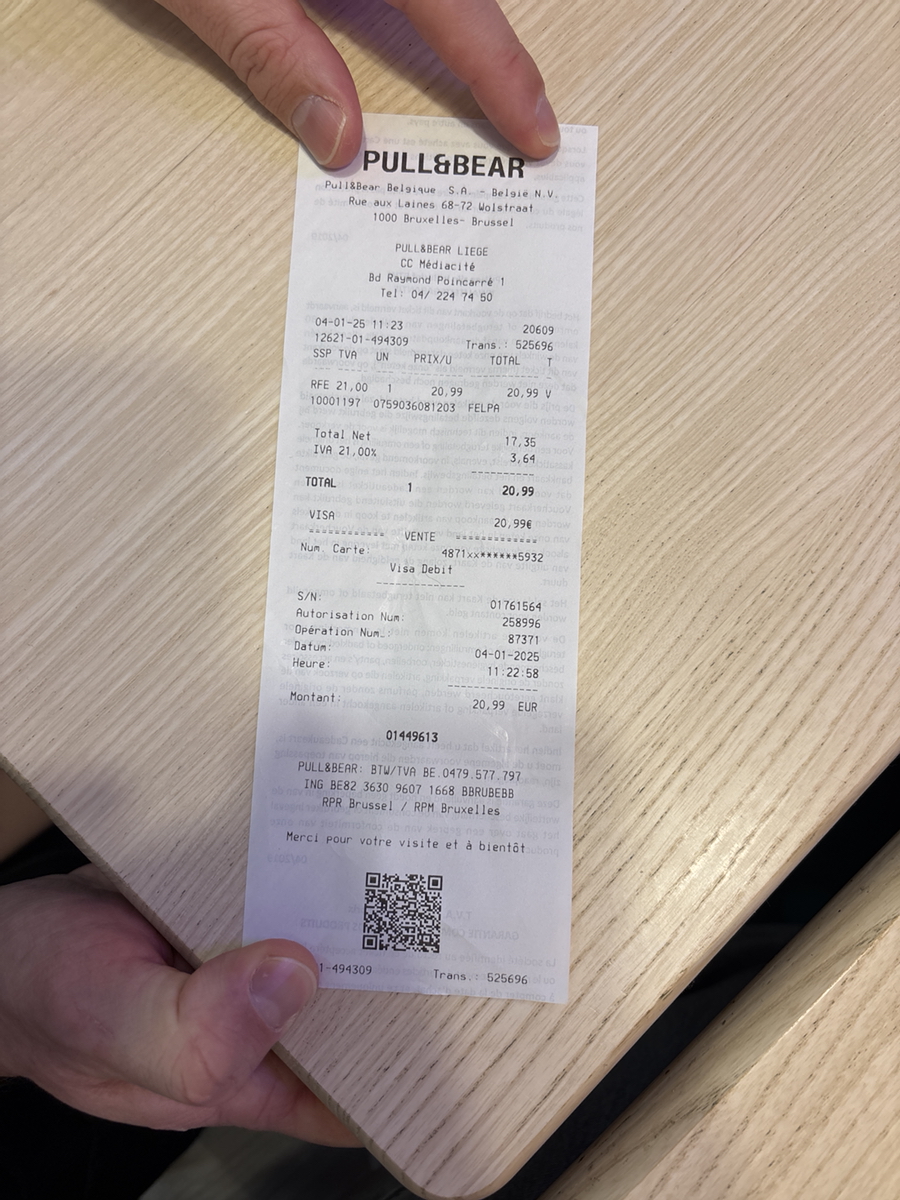 PULL&BEAR
Pull&Bear Belgique S.A. - België N.V.
Rue aux Laines 68-72 Wolstraat
1000 Bruxelles- Brussel
PULL&BEAR LIEGE
CC Médiacité
Bd Raymond Poincarré 1
Tel: 04/ 224 74 50
04-01-25 11:23 20609
12621-01-494309 Trans.: 525696
SSP TVA UN PRIX/U TOTAL T
RFE 21,00 1 20,99 20,99 V
10001197 0759036081203 FELPA
Total Net 17,35
IVA 21,00% 3,64
----------
TOTAL 1 20,99
VISA 20,99€
=========== VENTE ============
Num. Carte: 4871xx******5932
Visa Debit
--------------
S/N: 01761564
Autorisation Num: 258996
Opération Num.: 87371
Datum: 04-01-2025
Heure: 11:22:58
--------------
Montant: 20,99 EUR
01449613
PULL&BEAR: BTW/TVA BE.0479.577.797
ING BE82 3630 9607 1668 BBRUBEBB
RPR Brussel / RPM Bruxelles
Merci pour votre visite et à bientôt
1-494309 Trans.: 525696